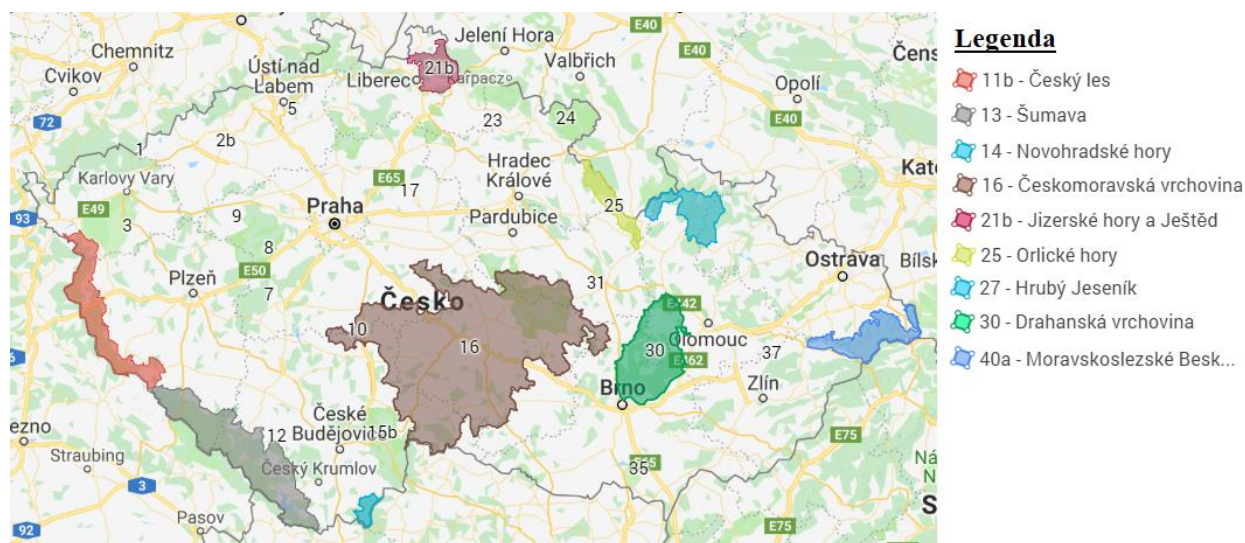 E40
E40
Chemnitz
Jelení Hora
Čens
Cvikov
Ústí nad
Labem
Liberec
21b
Karpacz
Valbřich
Opolí
5
72
23
24
E40
1
2b
Karlovy Vary
E65
17
Hradec
Králové
Kato
93
E49
3
9
Praha
Pardubice
25
8
Ostrava
Bílsk
Plzeň
E50
7
31
Česko
E442
Olomouc
10
16
30
37
E462
Brno
Zlín
ezno
12
České
Budějovice
15b
Straubing
Český Krumlov
35
E65
E75
3
Pasov
92
E75
S
Legenda
11b - Český les
13 - Šumava
14 - Novohradské hory
16 - Českomoravská vrchovina
21b - Jizerské hory a Ještěd
25 - Orlické hory
27 - Hrubý Jeseník
30 - Drahanská vrchovina
40a - Moravskoslezské Besk...